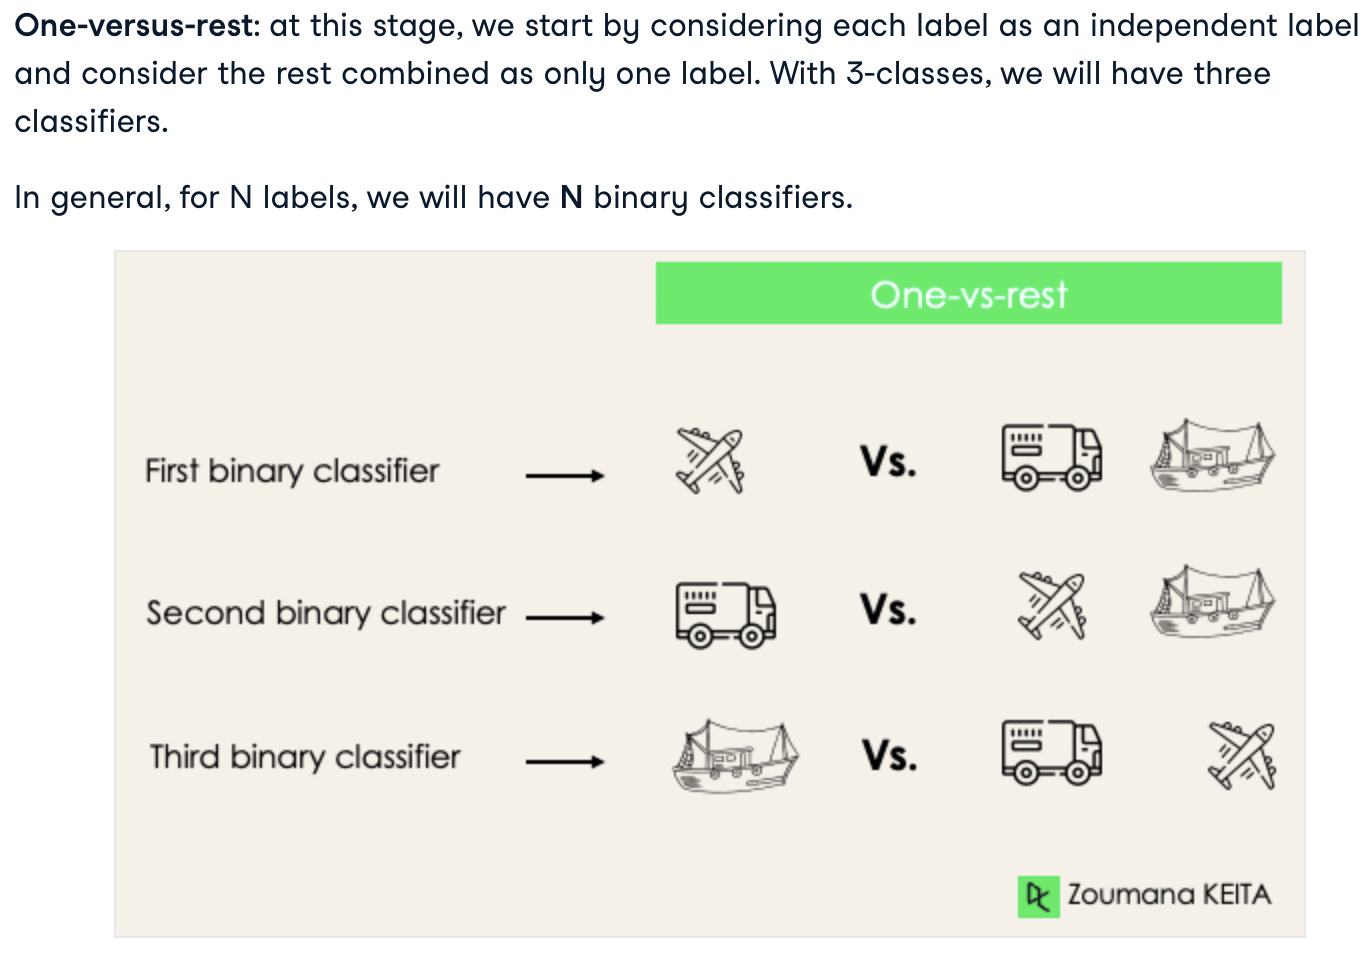 One-versus-rest: at this stage, we start by considering each label as an independent label
and consider the rest combined as only one label. With 3-classes, we will have three
classifiers.
In general, for N labels, we will have N binary classifiers.
One-vs-rest
First binary classifier
Vs.
Second binary classifier
Vs.
Third binary classifier
Vs.
Zoumana KEITA